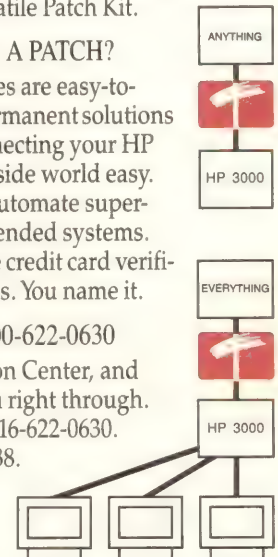 atile Patch Kit.
A PATCH?
es are easy-to-
rmanent solutions
necting your HP
side world easy.
utomate super-
ended systems.
e credit card verifi-
s. You name it.
00-622-0630
on Center, and
u right through.
16-622-0630.
38.
ANYTHING
HP 3000
EVERYTHING
HP 3000